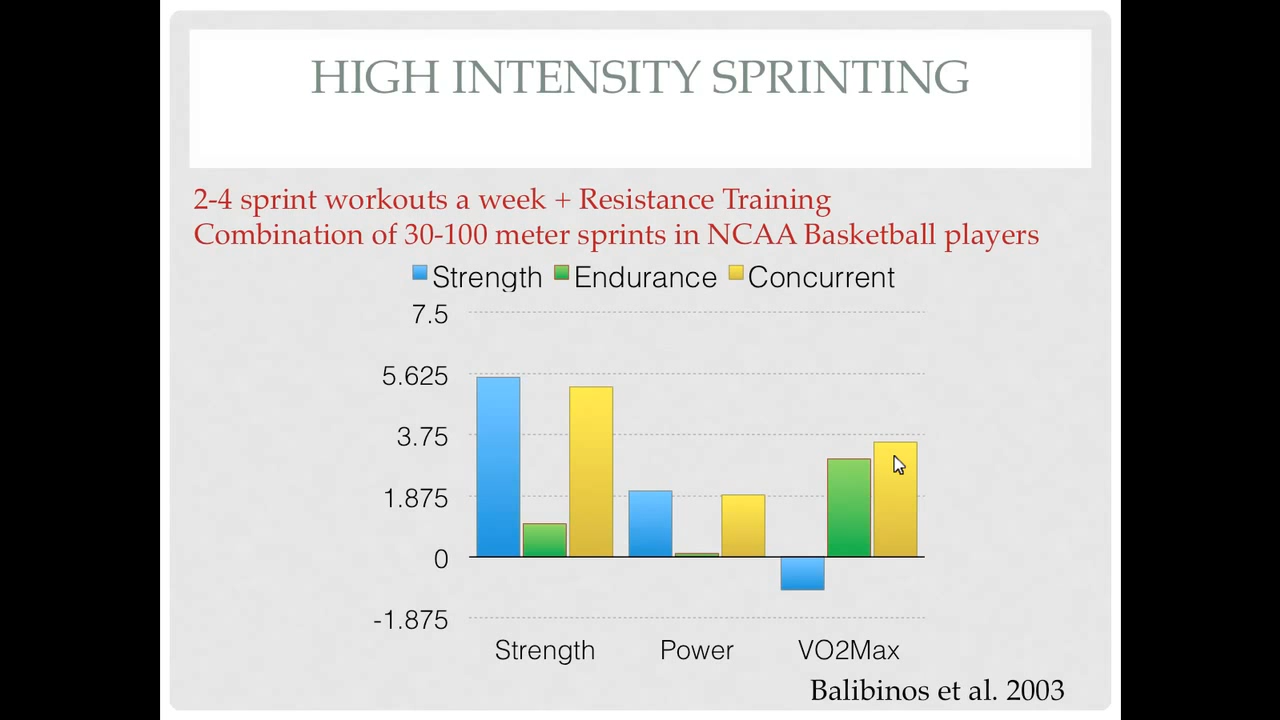 HIGH INTENSITY SPRINTING
2-4 sprint workouts a week + Resistance Training
Combination of 30-100 meter sprints in NCAA Basketball players
Strength Endurance Concurrent
7.5
5.625
3.75
1.875
0
-1.875
Strength Power VO2Max
Balibinos et al. 2003